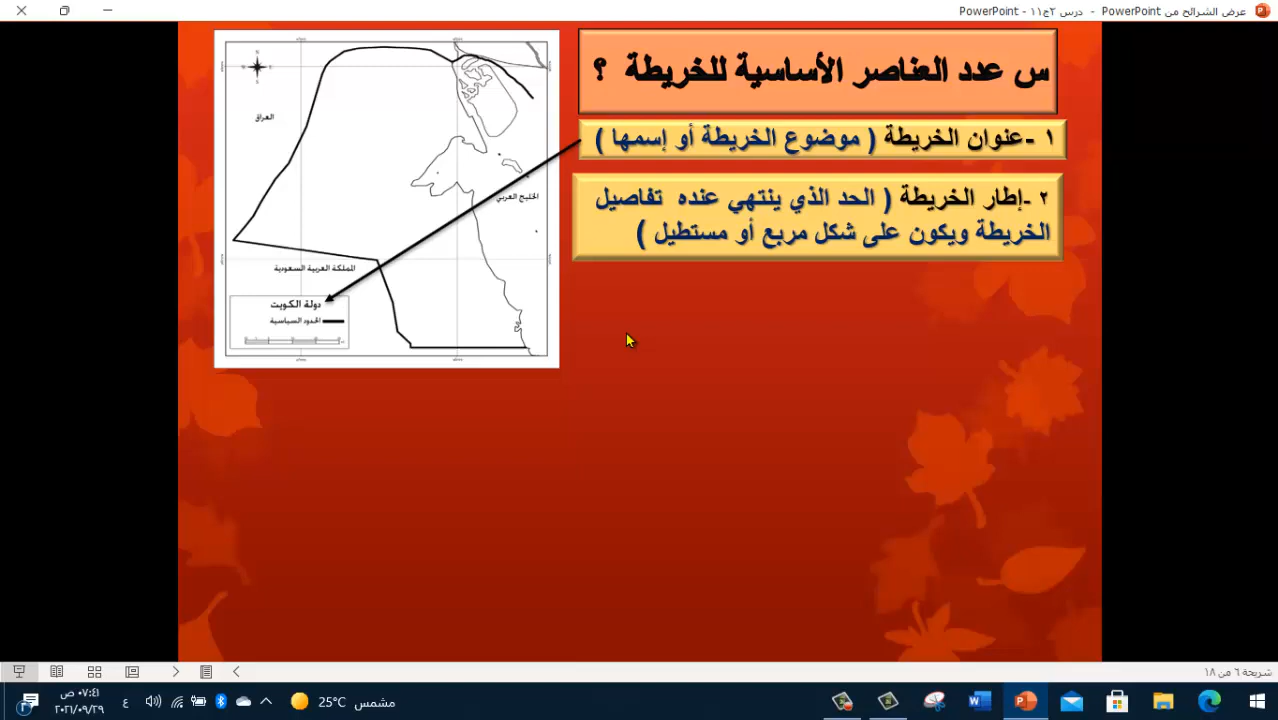 عرض الشرائح من PowerPoint - درس ٢ج١١ - PowerPoint
س عدد العناصر الأساسية للخريطة ؟
١ -عنوان الخريطة ( موضوع الخريطة أو إسمها )
٢ -إطار الخريطة ( الحد الذي ينتهي عنده تفاصيل
الخريطة ويكون على شكل مربع أو مستطيل )
العراق
الخليج العربي
المملكة العربية السعودية
دولة الكويت
الحدود السياسية
شريحة ٦ من ١٨
مشمس 25°C
ع
٠٧:٤١ ص
٢٠٢١/٠٩/٢٩